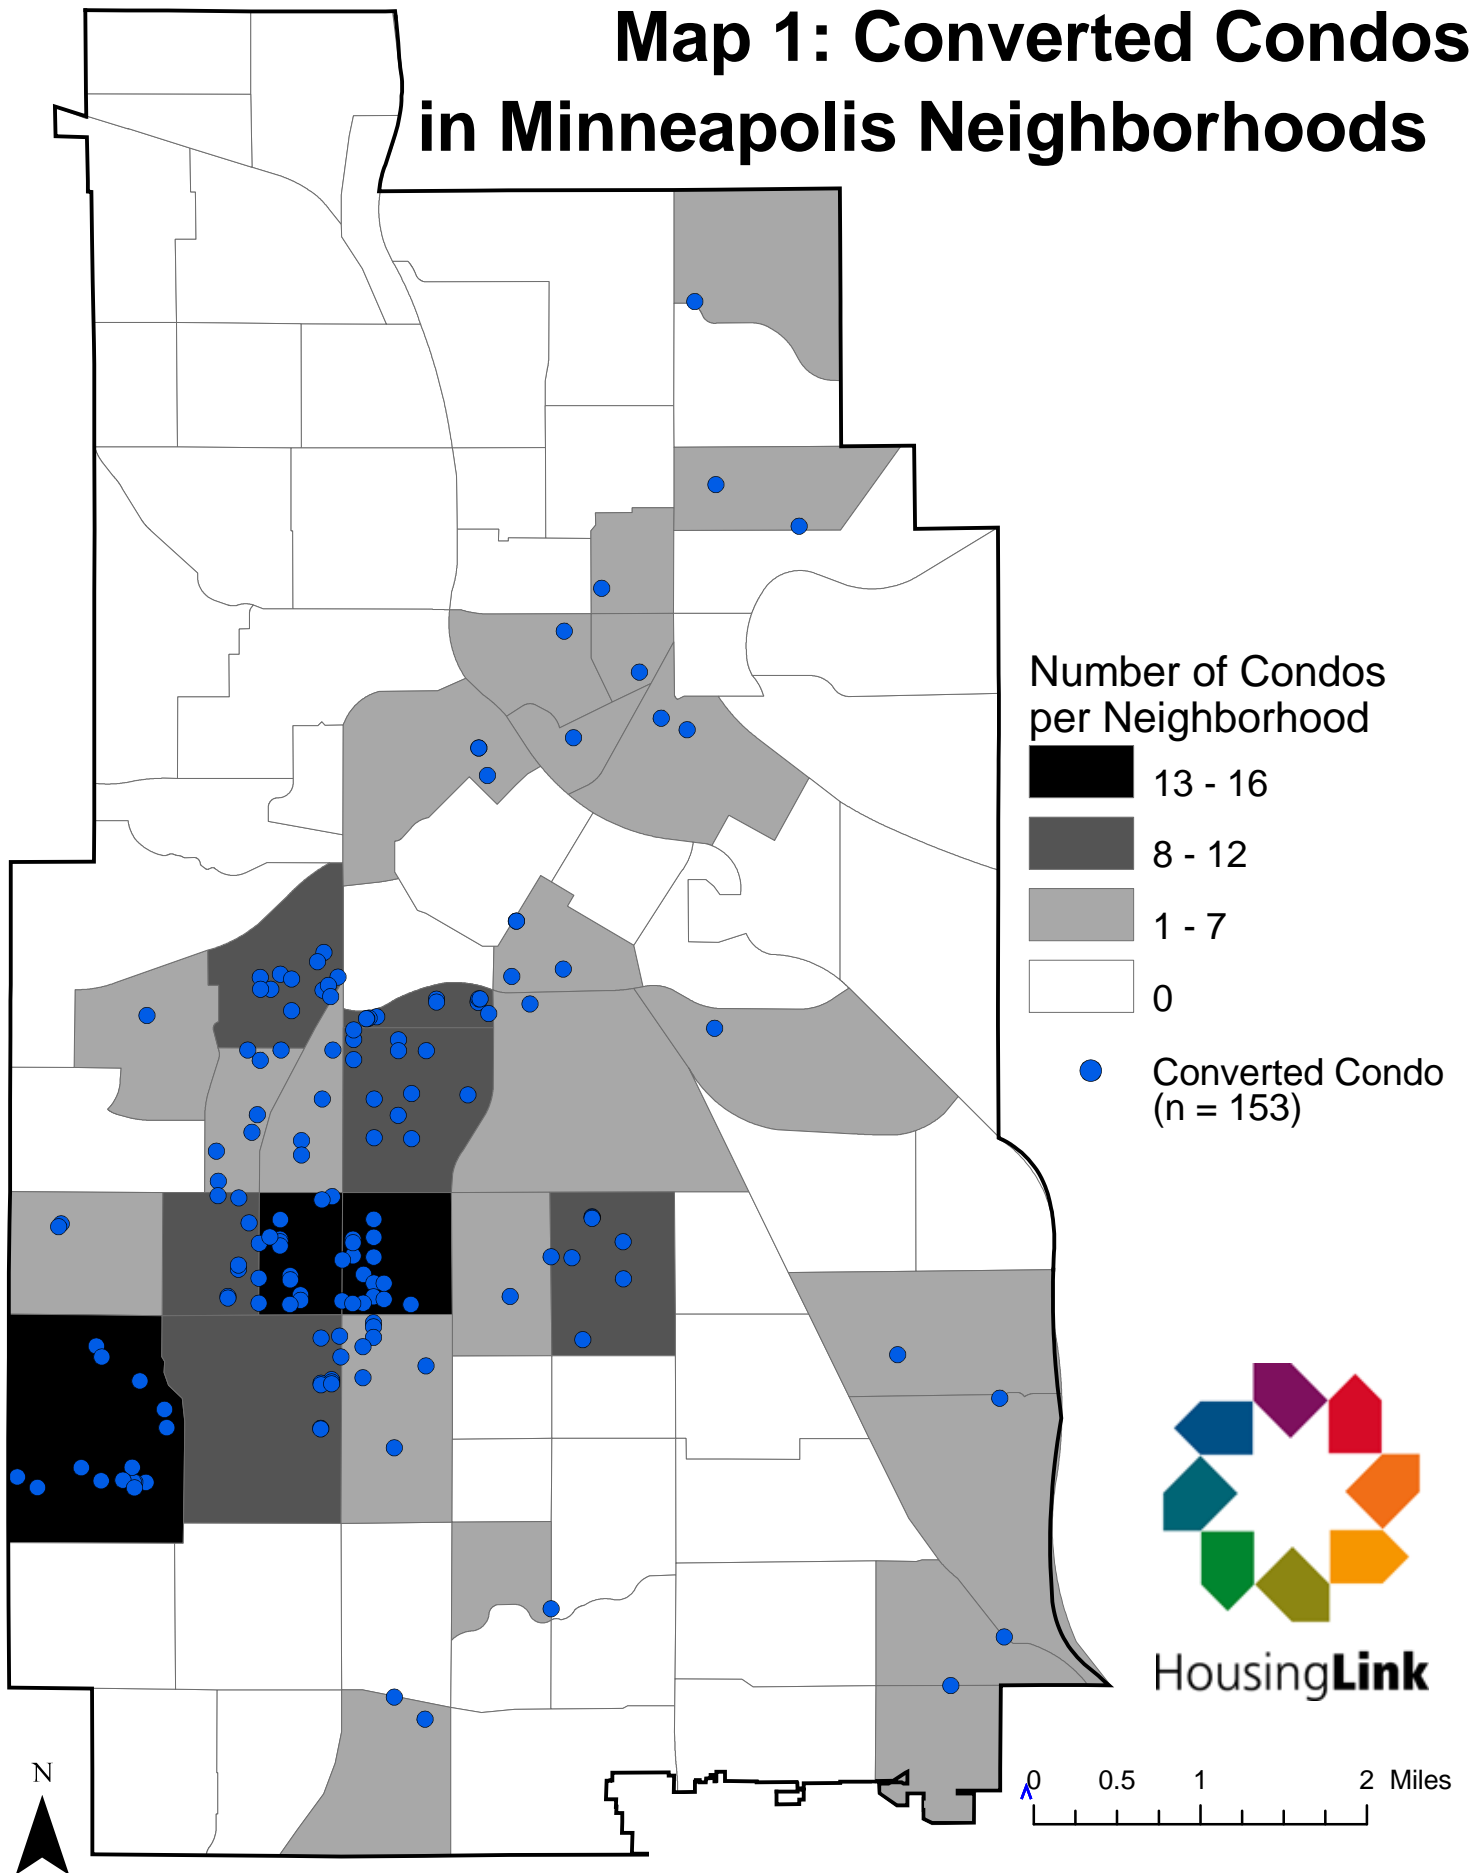 Map 1: Converted Condos
in Minneapolis Neighborhoods
Number of Condos
per Neighborhood
13 - 16
8 - 12
1 - 7
0
Converted Condo
(n = 153)
HousingLink
N
0 0.5 1 2 Miles